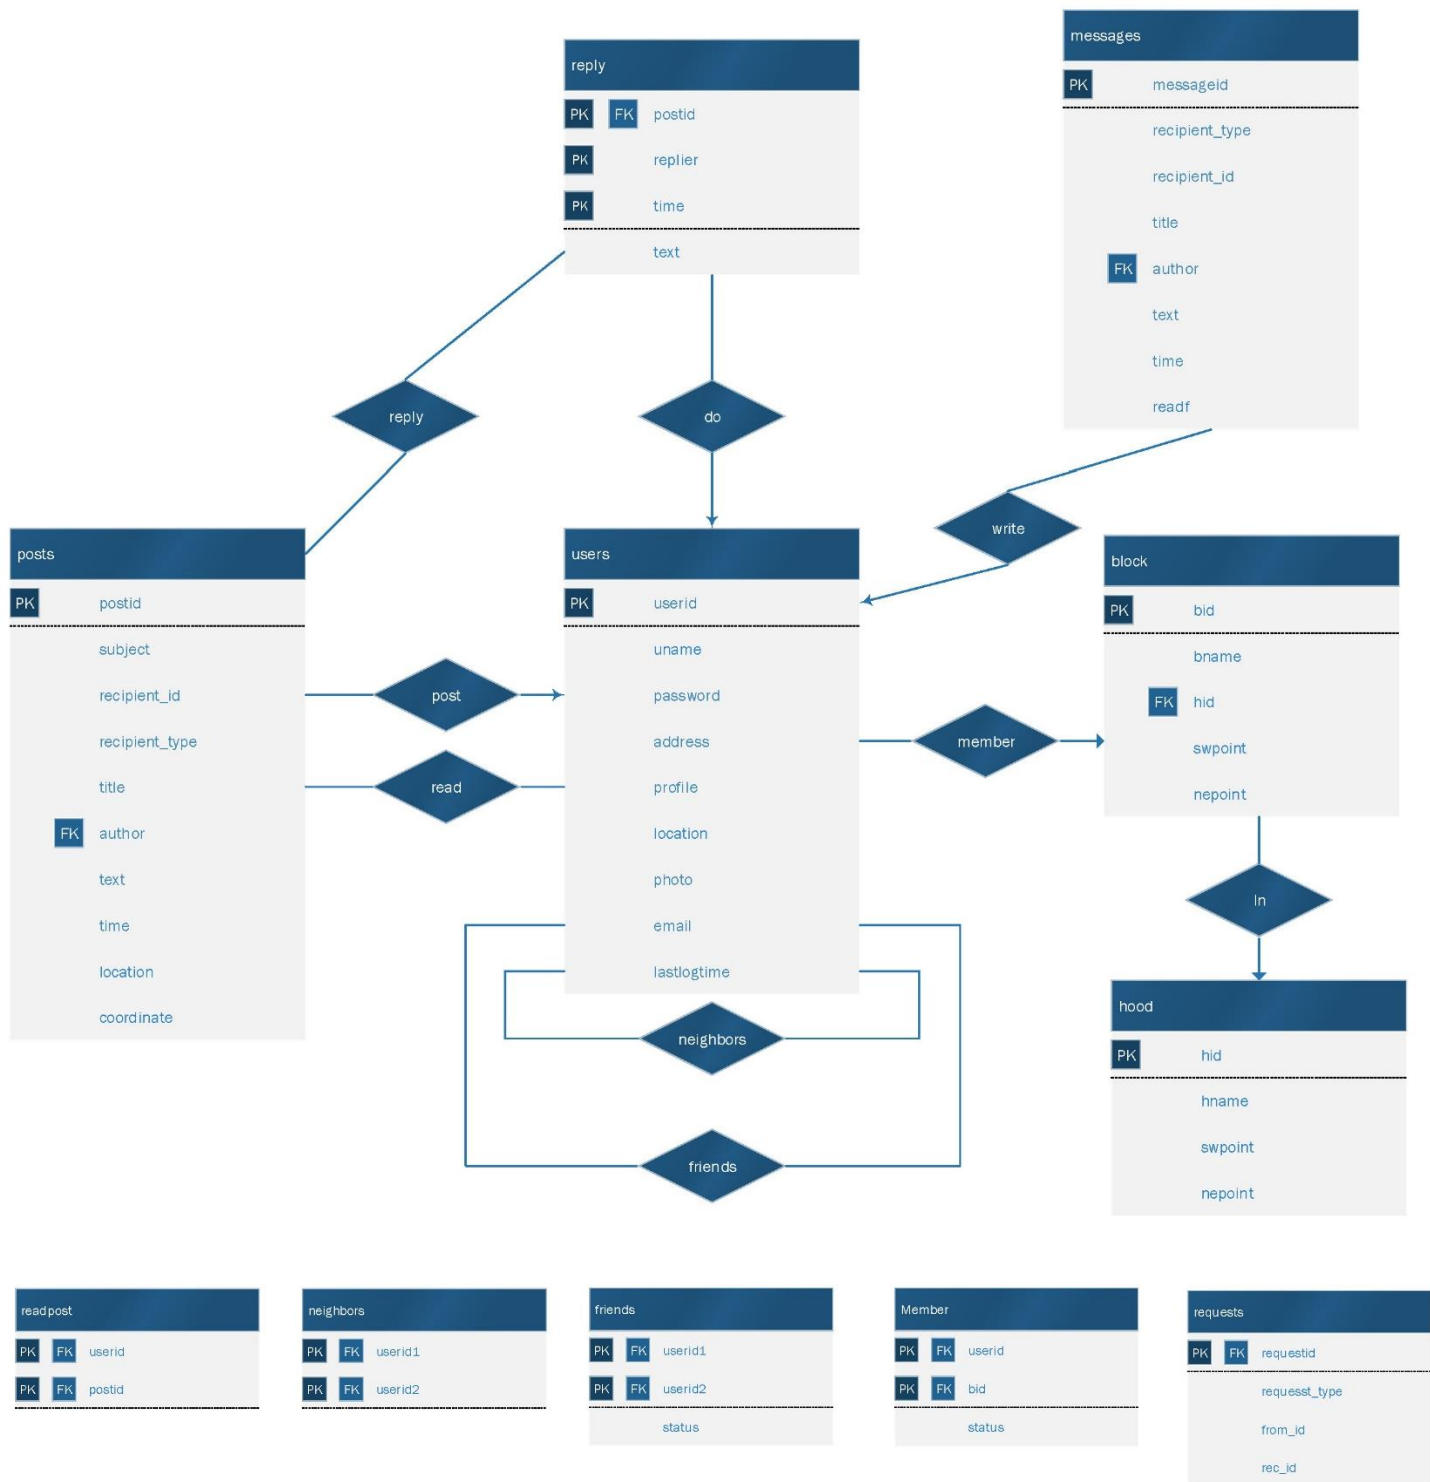 reply
PK FK postid
PK replier
PK time
text
messages
PK messageid
recipient_type
recipient_id
title
FK author
text
time
readf
reply
do
write
posts
PK postid
subject
recipient_id
recipient_type
title
FK author
text
time
location
coordinate
post
read
users
PK userid
uname
password
address
profile
location
photo
email
lastlogtime
member
block
PK bid
bname
FK hid
swpoint
nepoint
In
hood
PK hid
hname
swpoint
nepoint
neighbors
friends
readpost
PK FK userid
PK FK postid
neighbors
PK FK userid1
PK FK userid2
friends
PK FK userid1
PK FK userid2
status
Member
PK FK userid
PK FK bid
status
requests
PK FK requestid
requesst_type
from_id
rec_id